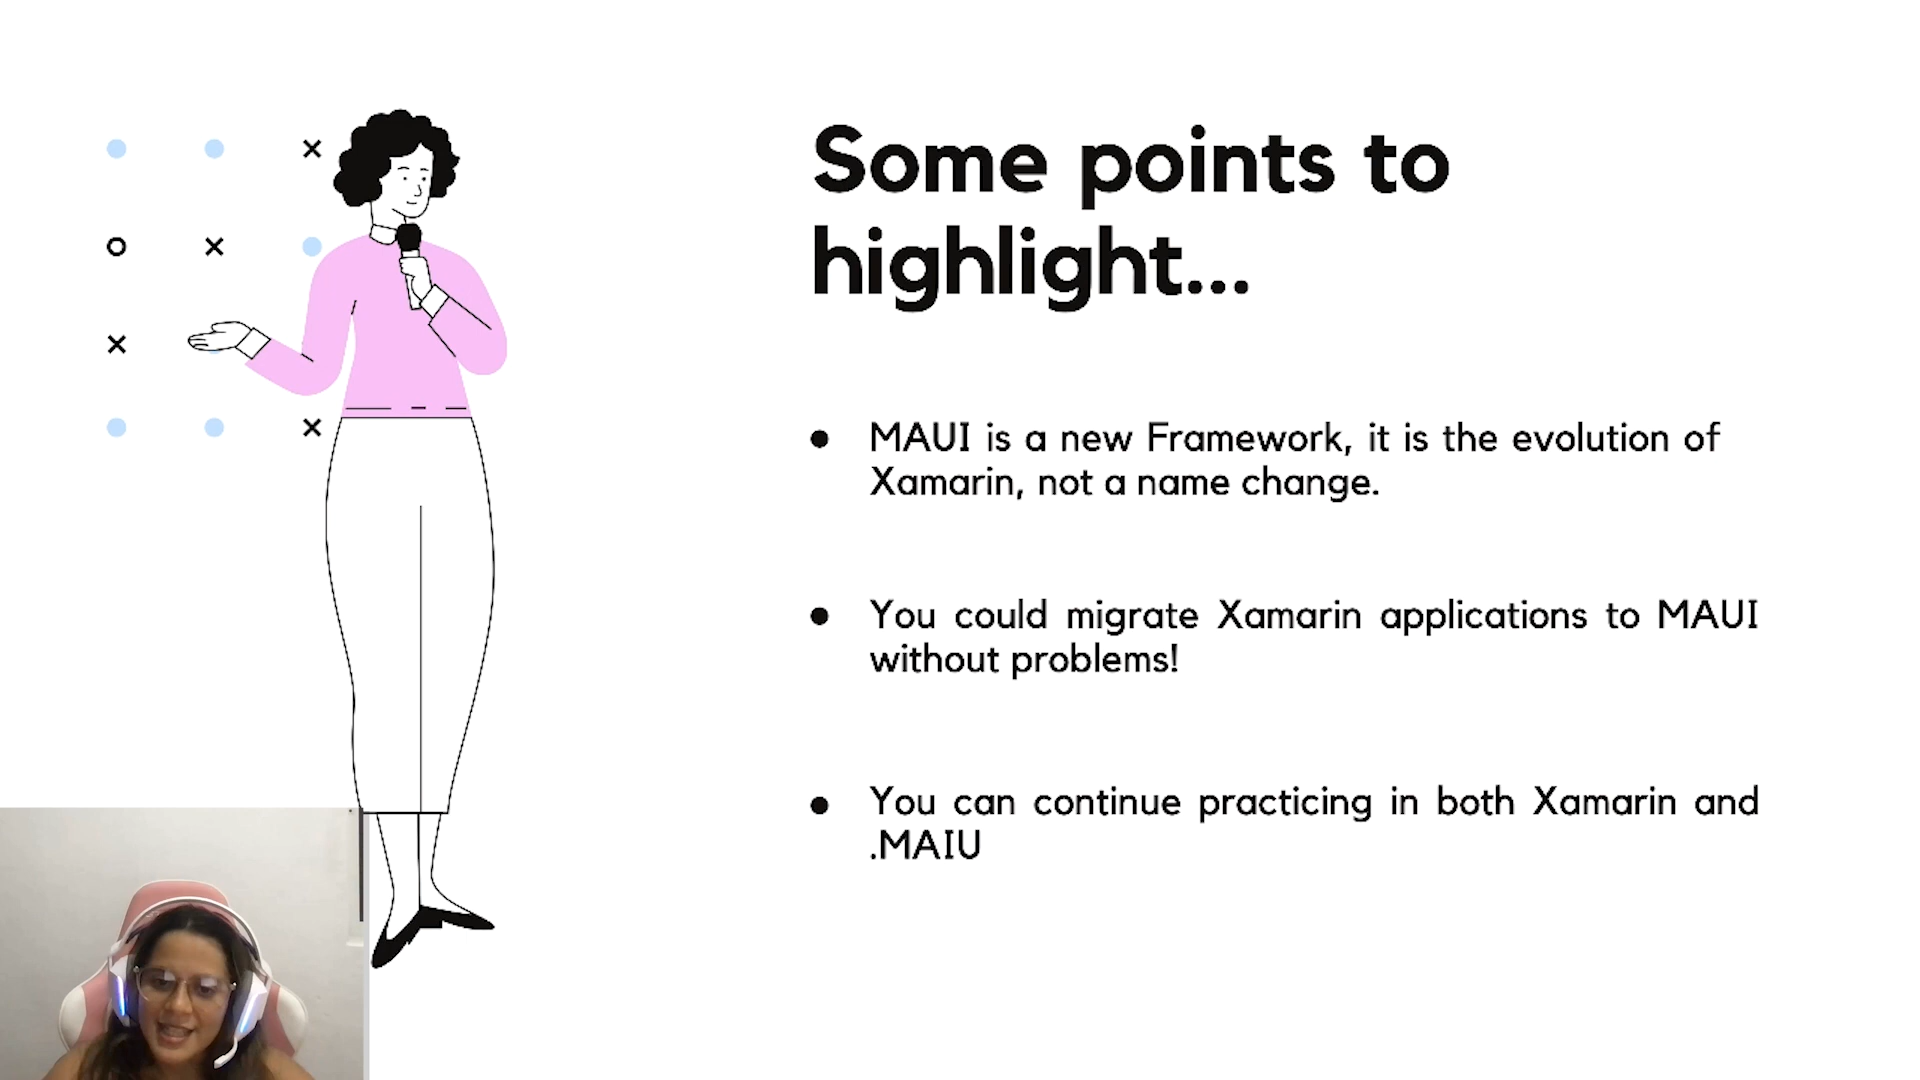 Some points to
highlight...
● MAUI is a new Framework, it is the evolution of
Xamarin, not a name change.
● You could migrate Xamarin applications to MAUI
without problems!
● You can continue practicing in both Xamarin and
.MAIU